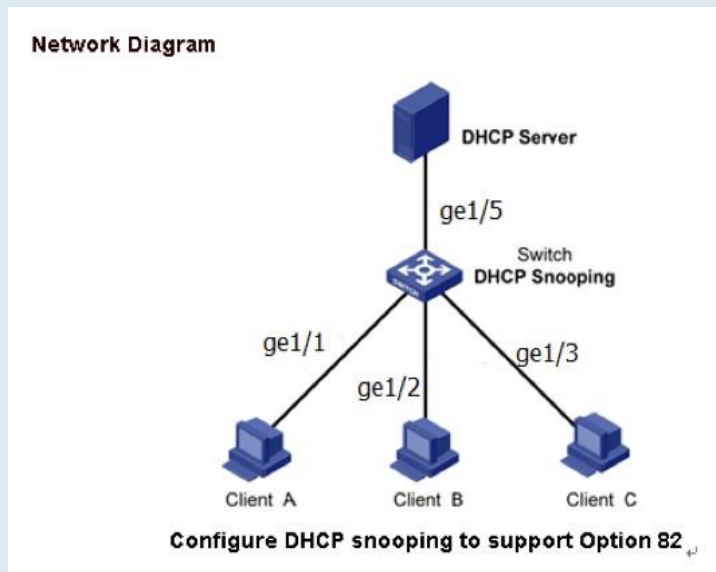 Network Diagram
DHCP Server
ge1/5
Switch
DHCP Snooping
SWITCH
ge1/1
ge1/3
ge1/2
Client A
Client B
Client C
Configure DHCP snooping to support Option 82